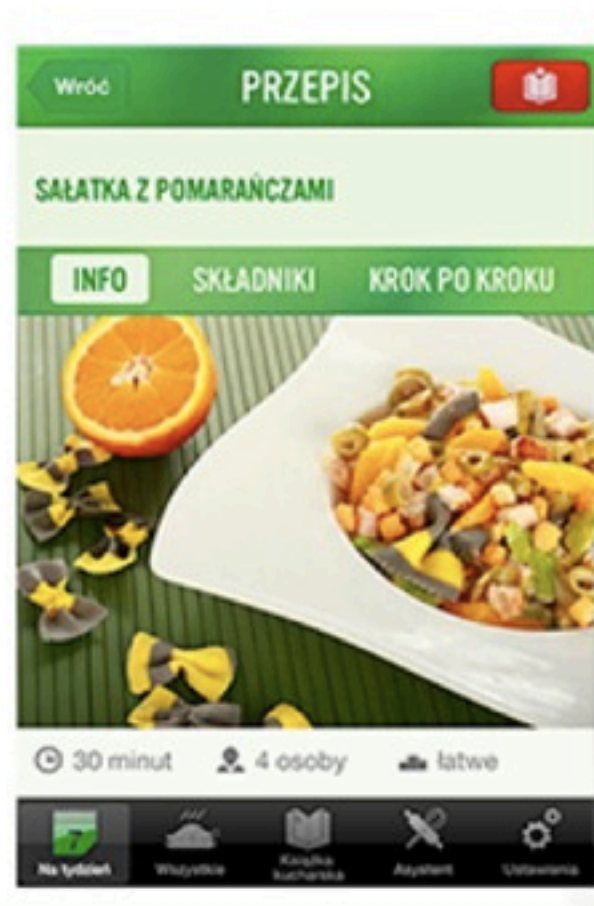 Wróć
PRZEPIS
SAŁATKA Z POMARAŃCZAMI
INFO
SKŁADNIKI
KROK PO KROKU
30 minut
4 osoby
łatwe
7
Na tydzień
Wszystkie
Książka
kucharska
Asystent
Ustawienia